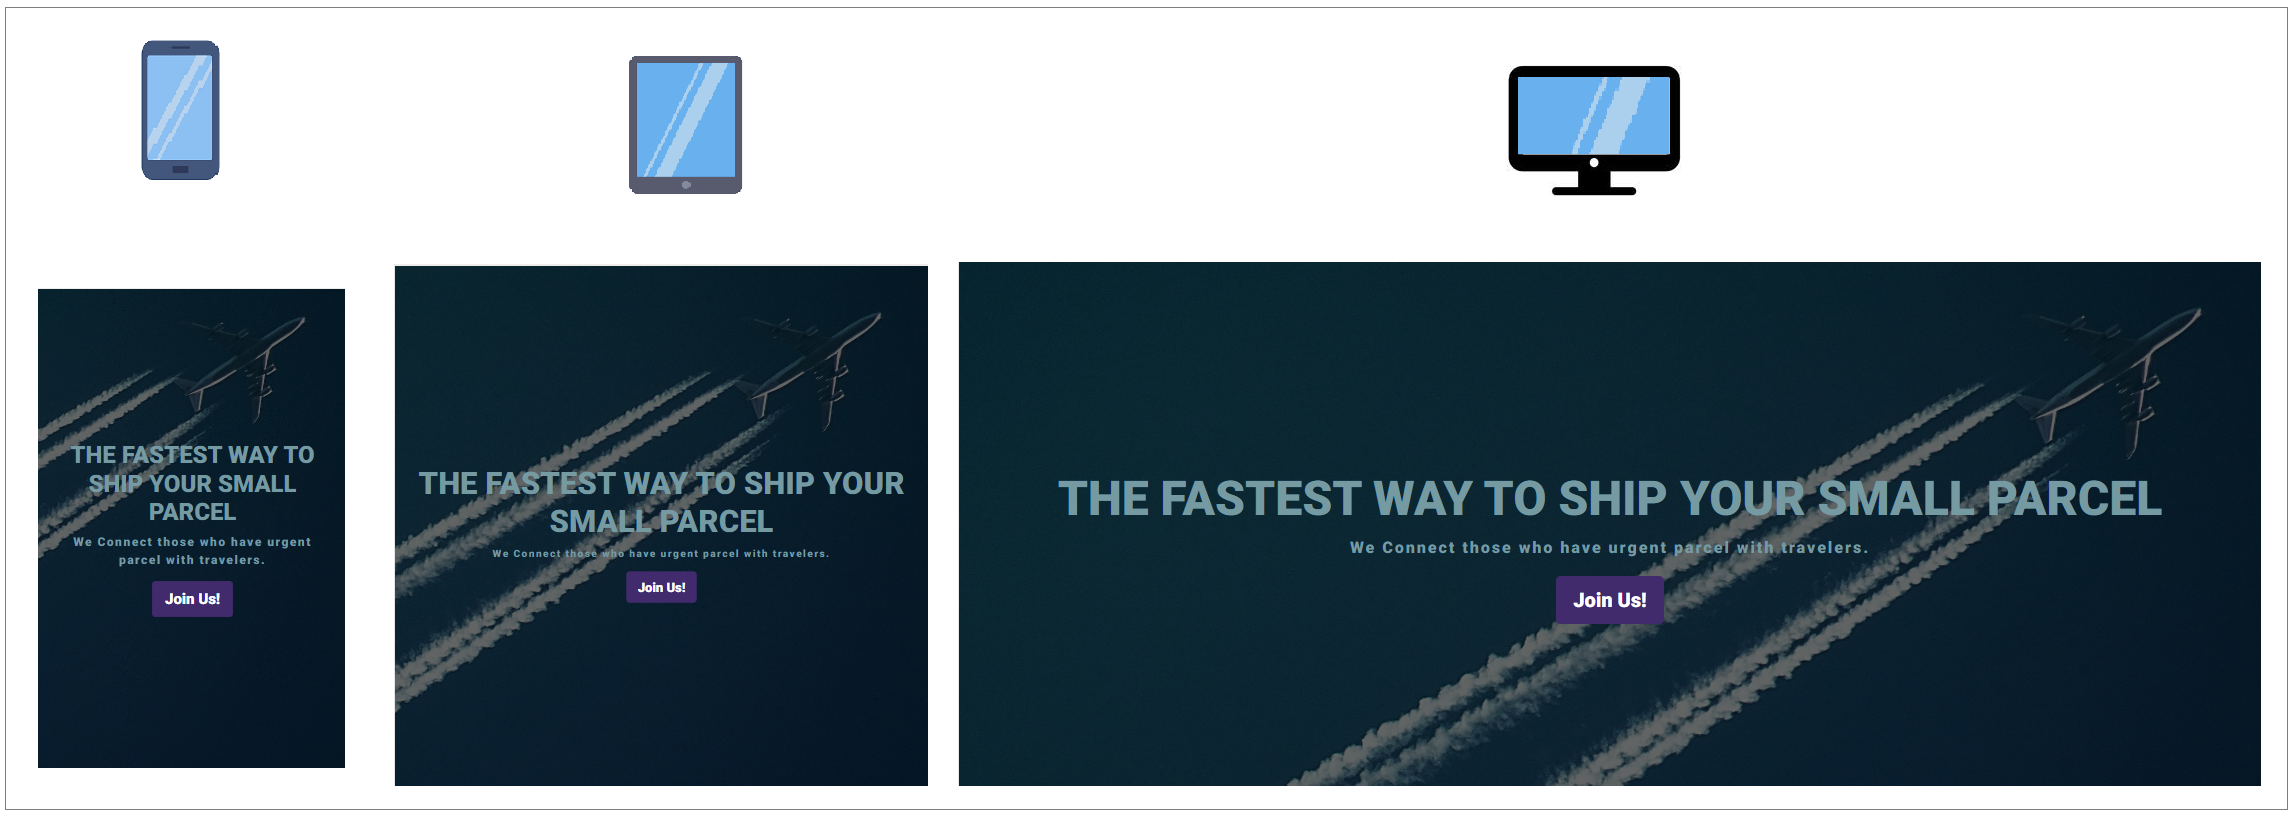 THE FASTEST WAY TO
SHIP YOUR SMALL
PARCEL
We Connect those who have urgent
parcel with travelers.
Join Us!
THE FASTEST WAY TO SHIP YOUR
SMALL PARCEL
We Connect those who have urgent parcel with travelers.
Join Us!
THE FASTEST WAY TO SHIP YOUR SMALL PARCEL
We Connect those who have urgent parcel with travelers.
Join Us!